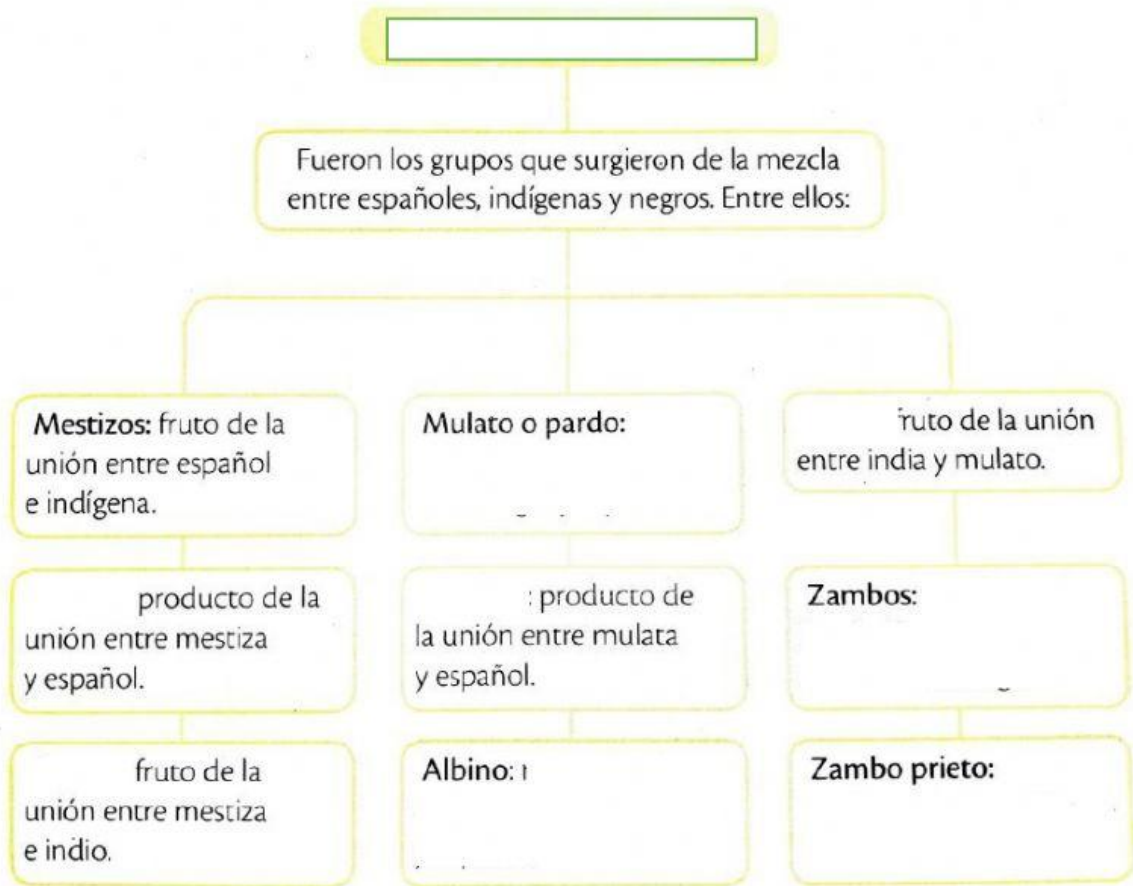 Fueron los grupos que surgieron de la mezcla
entre españoles, indígenas y negros. Entre ellos:
Mestizos: fruto de la
unión entre español
e indígena.
Mulato o pardo:
ruto de la unión
entre india y mulato.
producto de la
unión entre mestiza
y español.
: producto de
la unión entre mulata
y español.
Zambos:
fruto de la
unión entre mestiza
e indio.
Albino:
Zambo prieto: